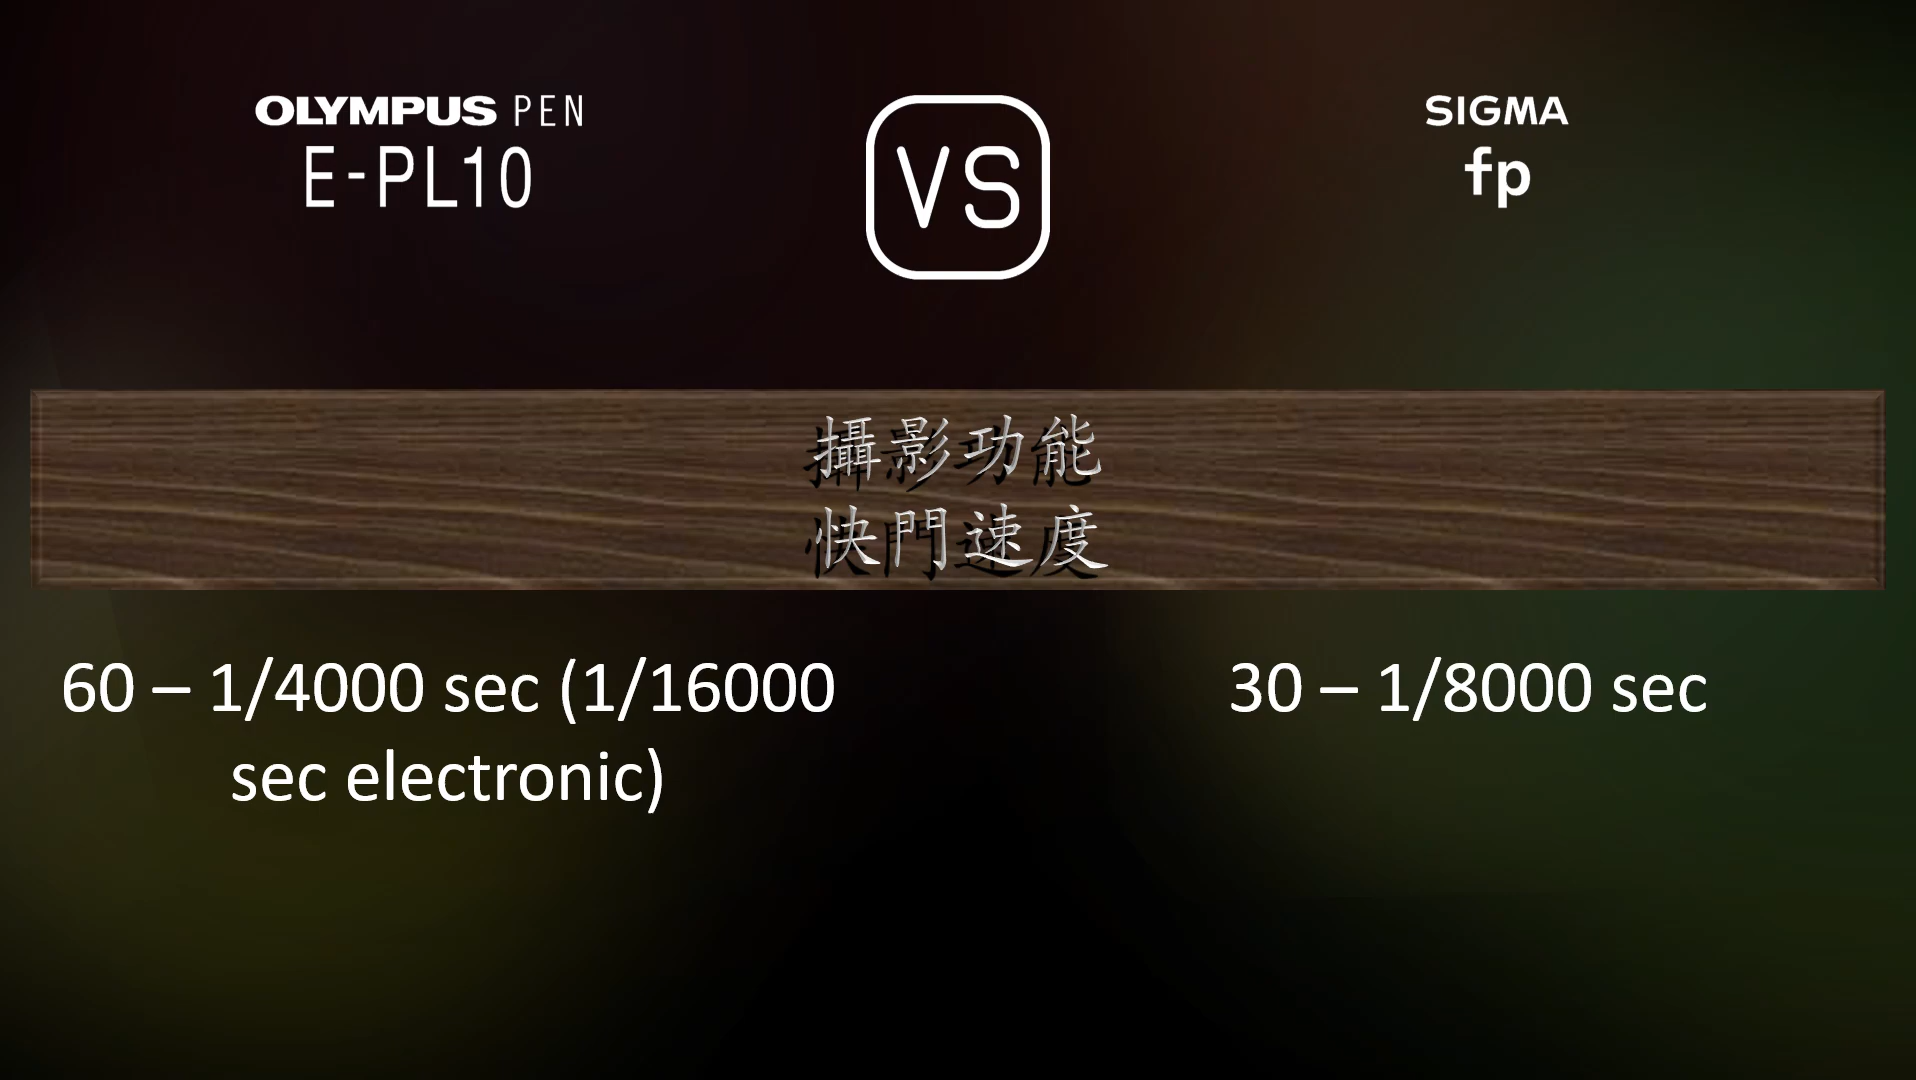 OLYMPUS PEN
E-PL10
VS
SIGMA
fp
攝影功能
快門速度
60 – 1/4000 sec (1/16000
sec electronic)
30 – 1/8000 sec